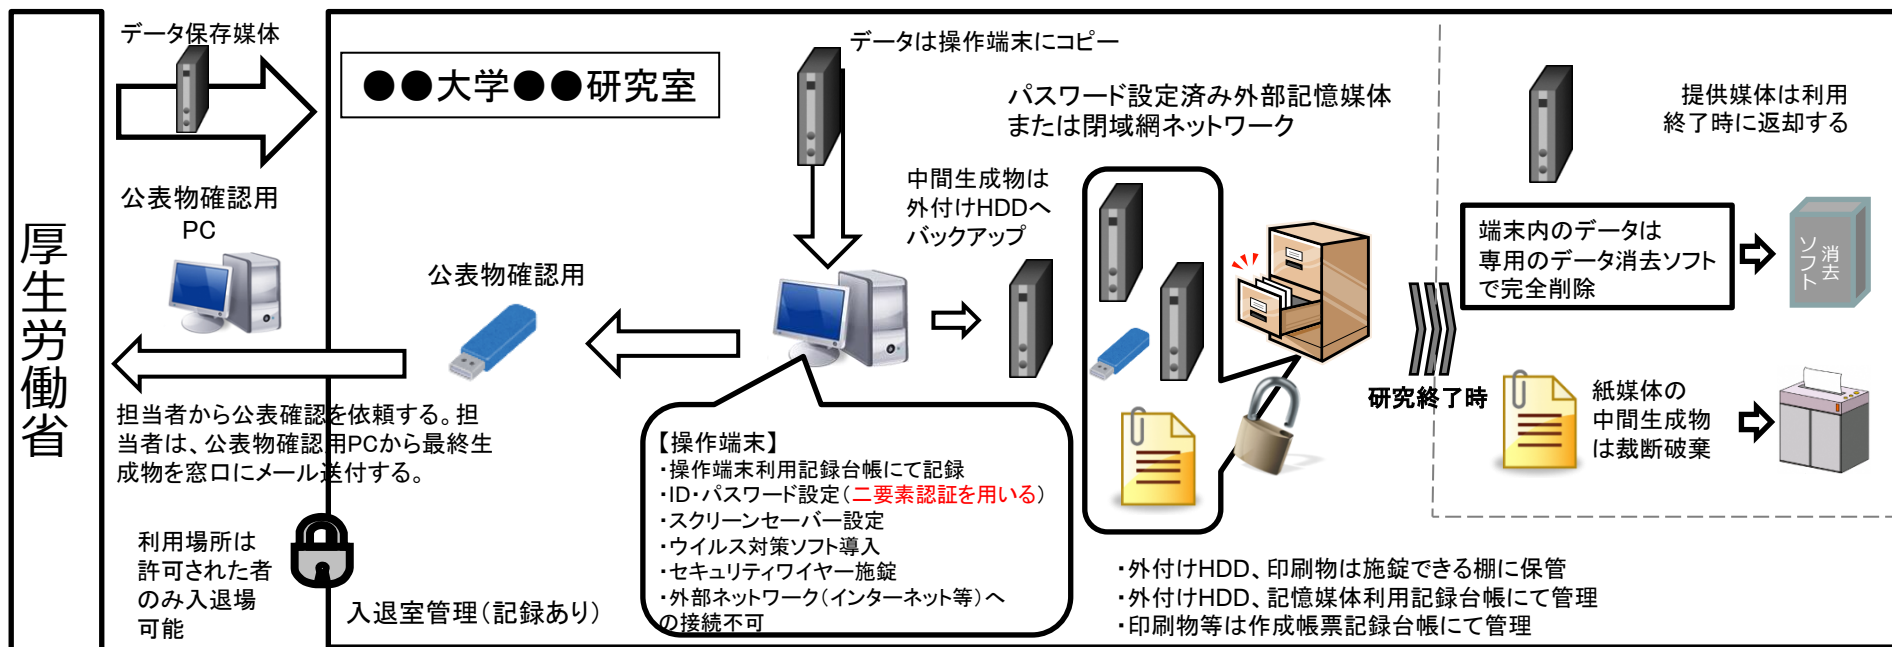 厚生労働省
データ保存媒体
●●大学●●研究室
データは操作端末にコピー
パスワード設定済み外部記憶媒体
または閉域網ネットワーク
提供媒体は利用
終了時に返却する
公表物確認用
PC
公表物確認用
中間生成物は
外付けHDDへ
バックアップ
端末内のデータは
専用のデータ消去ソフト
で完全削除
消去
ソフト
研究終了時
紙媒体の
中間生成物
は裁断破棄
担当者から公表確認を依頼する。担
当者は、公表物確認用PCから最終生
成物を窓口にメール送付する。
【操作端末】
・操作端末利用記録台帳にて記録
・ID・パスワード設定(二要素認証を用いる)
・スクリーンセーバー設定
・ウイルス対策ソフト導入
・セキュリティワイヤー施錠
・外部ネットワーク(インターネット等)へ
の接続不可
利用場所は
許可された者
のみ入退場
可能
入退室管理(記録あり)
・外付けHDD、印刷物は施錠できる棚に保管
・外付けHDD、記憶媒体利用記録台帳にて管理
・印刷物等は作成帳票記録台帳にて管理